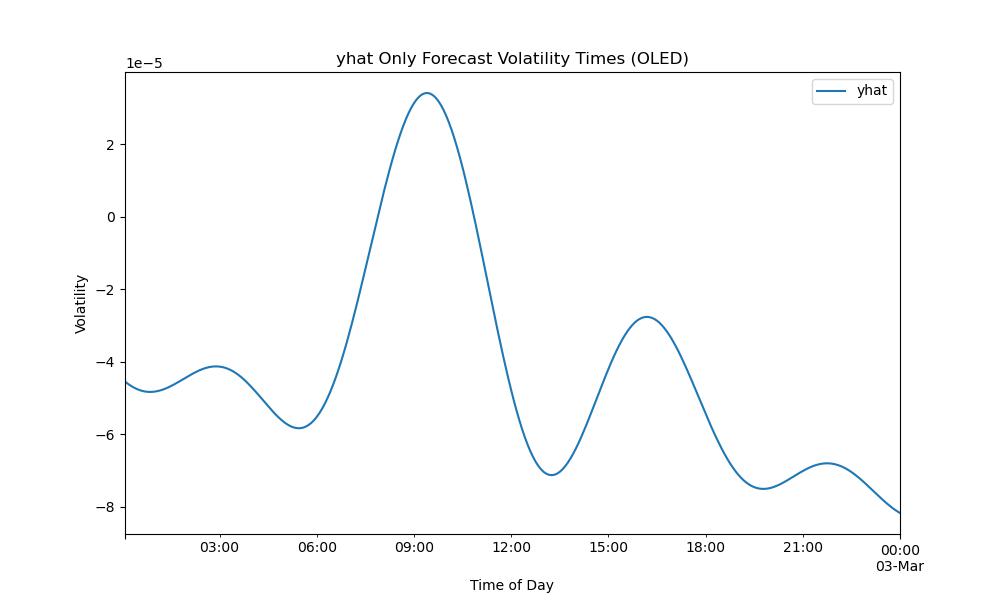 yhat Only Forecast Volatility Times (OLED)
1e−5
yhat
2
0
−2
−4
−6
−8
Volatility
03:00
06:00
09:00
12:00
15:00
18:00
21:00
00:00
03-Mar
Time of Day